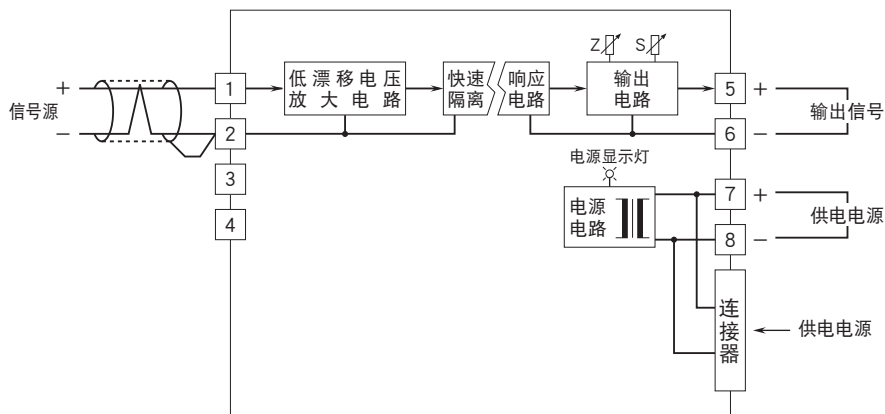 Z S
低漂移电压
放大电路
快速
隔离
响应
电路
输出
电路
+ 1 5 +
信号源 输出信号
− 2 6 −
3
4
电源显示灯
电源
电路
7 +
供电电源
8 −
连
接
器
供电电源